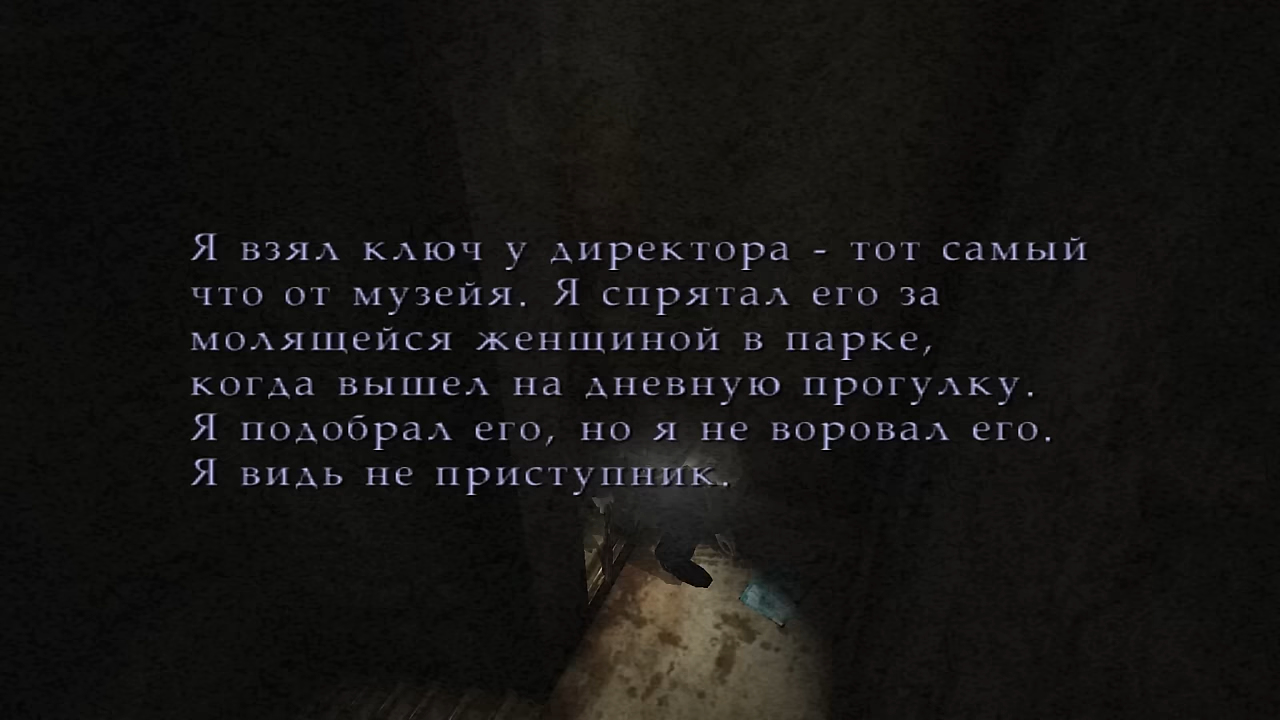 Я взял ключ у директора - тот самый
что от музейя. Я спрятал его за
молящейся женщиной в парке,
когда вышел на дневную прогулку.
Я подобрал его, но я не воровал его.
Я видь не приступник.